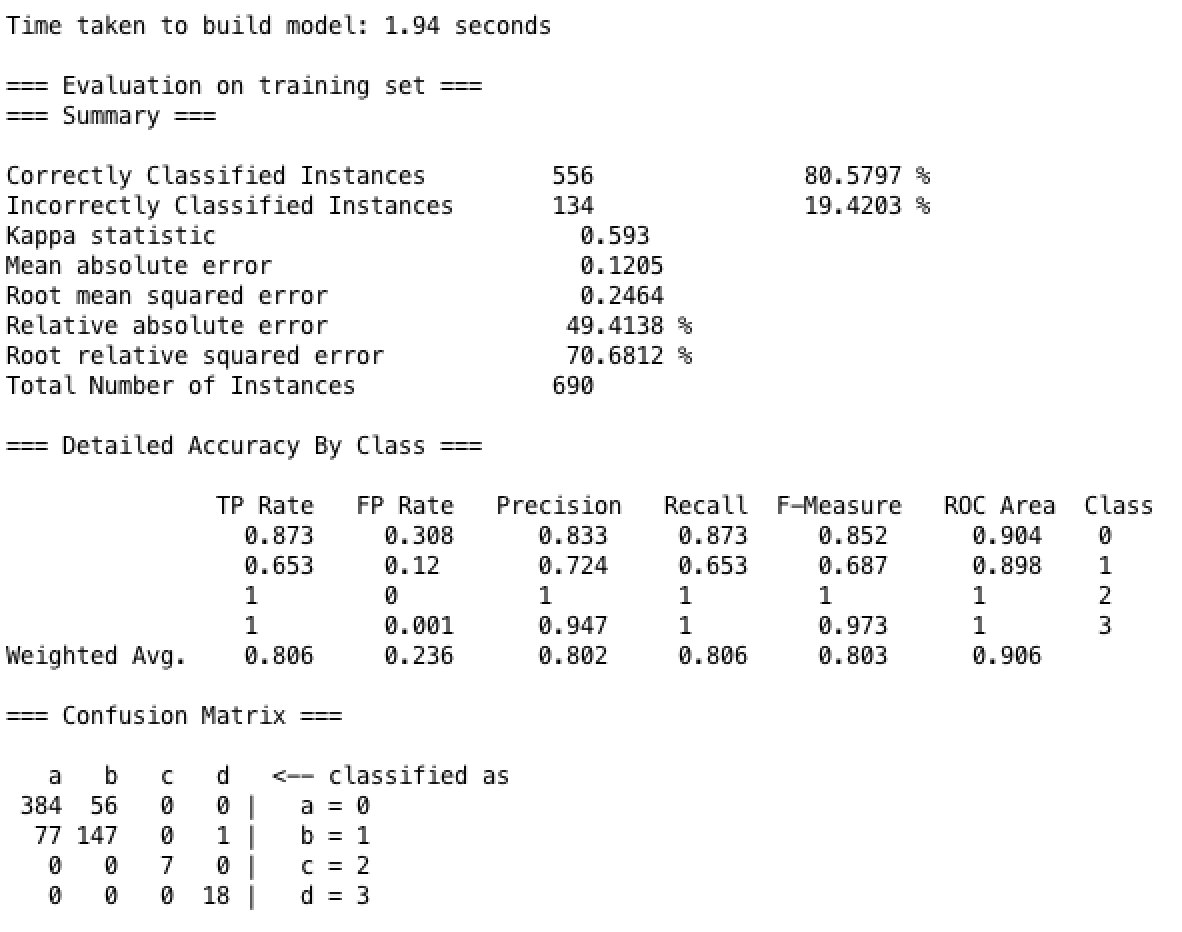 Time taken to build model: 1.94 seconds
=== Evaluation on training set ===
=== Summary ===
Correctly Classified Instances 556 80.5797 %
Incorrectly Classified Instances 134 19.4203 %
Kappa statistic 0.593
Mean absolute error 0.1205
Root mean squared error 0.2464
Relative absolute error 49.4138 %
Root relative squared error 70.6812 %
Total Number of Instances 690
=== Detailed Accuracy By Class ===
TP Rate FP Rate Precision Recall F-Measure ROC Area Class
0.873 0.308 0.833 0.873 0.852 0.904 0
0.653 0.12 0.724 0.653 0.687 0.898 1
1 0 1 1 1 1 2
1 0.001 0.947 1 0.973 1 3
Weighted Avg. 0.806 0.236 0.802 0.806 0.803 0.906
=== Confusion Matrix ===
a b c d <-- classified as
384 56 0 0 | a = 0
77 147 0 1 | b = 1
0 0 7 0 | c = 2
0 0 0 18 | d = 3